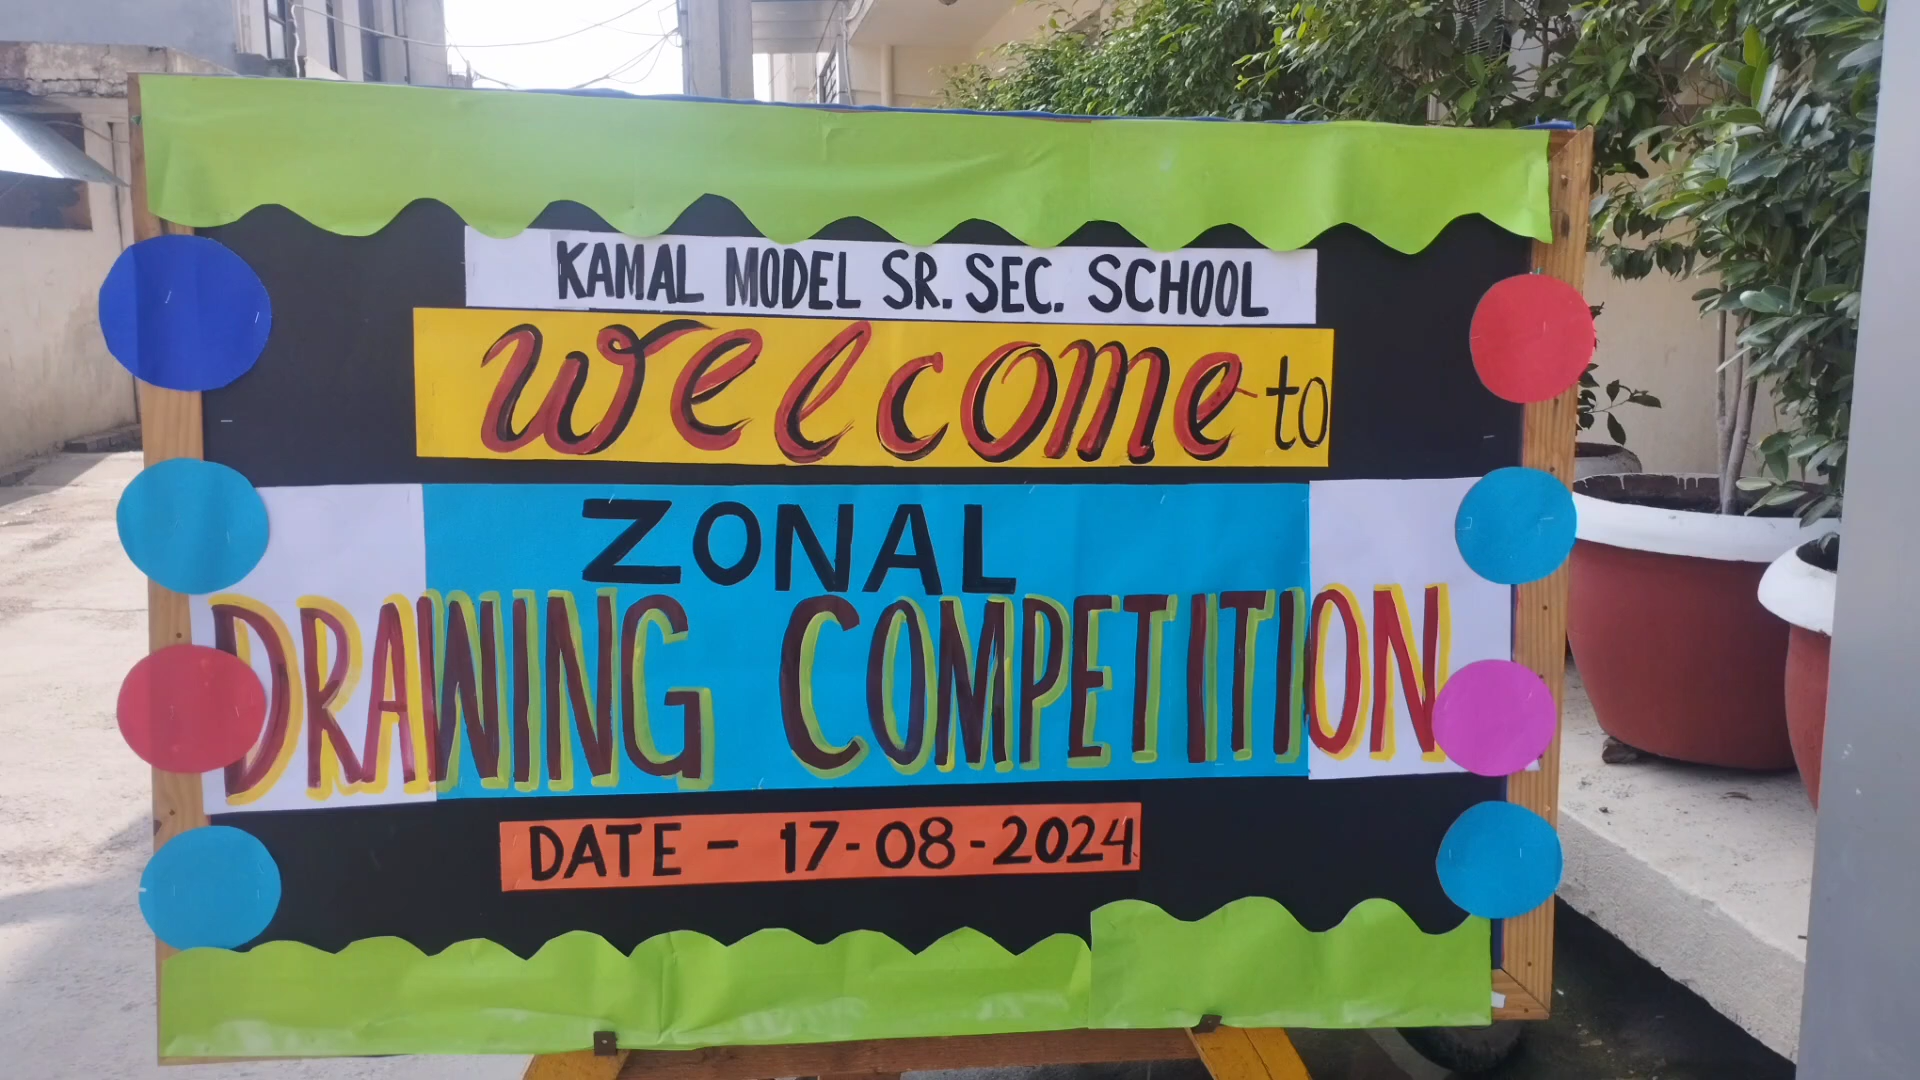 KAMAL MODEL SR. SEC. SCHOOL
Welcome to
ZONAL
DRAWING COMPETITION
DATE - 17-08-2024